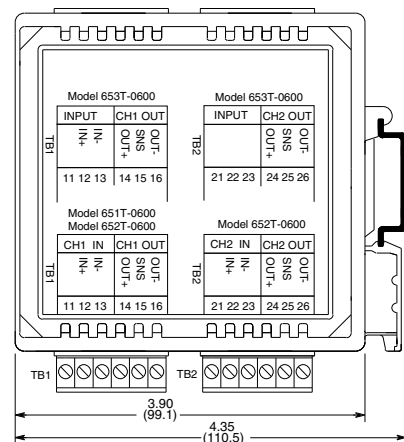 Model 653T-0600
INPUT CH1 OUT
TB1
IN+ IN- OUT+ SNS OUT-
11 12 13 14 15 16
Model 653T-0600
INPUT CH2 OUT
TB2
OUT+ SNS OUT-
21 22 23 24 25 26
Model 651T-0600
Model 652T-0600
CH1 IN CH1 OUT
TB1
IN+ IN- OUT+ SNS OUT-
11 12 13 14 15 16
Model 652T-0600
CH2 IN CH2 OUT
TB2
IN+ IN- OUT+ SNS OUT-
21 22 23 24 25 26
TB1 TB2
3.90
(99.1)
4.35
(110.5)